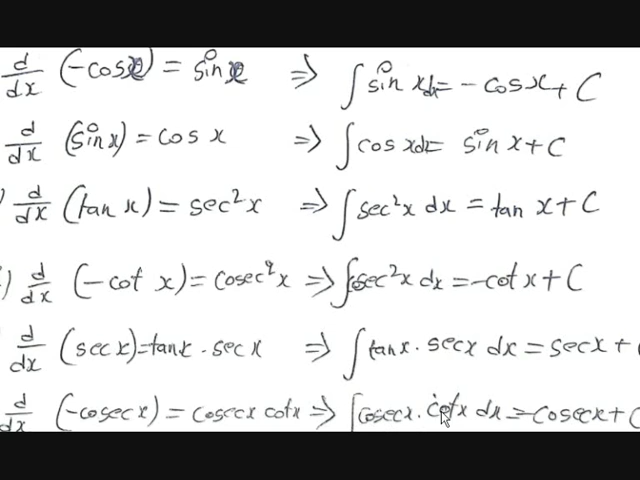 d/dx (-cosx) = sinx ⇒ ∫ sin x dx = - cosx + C
d/dx (sinx) = cos x ⇒ ∫ cos x dx = sin x + C
) d/dx (tan x) = sec²x ⇒ ∫ sec²x dx = tan x + C
) d/dx (-cot x) = cosec²x ⇒ ∫ cosec²x dx = -cot x + C
d/dx (sec x) = tanx . sec x ⇒ ∫ tanx . secx dx = secx +
d/dx (-cosec x) = cosecx cotx ⇒ ∫ cosecx . cotx dx = -cosecx + C